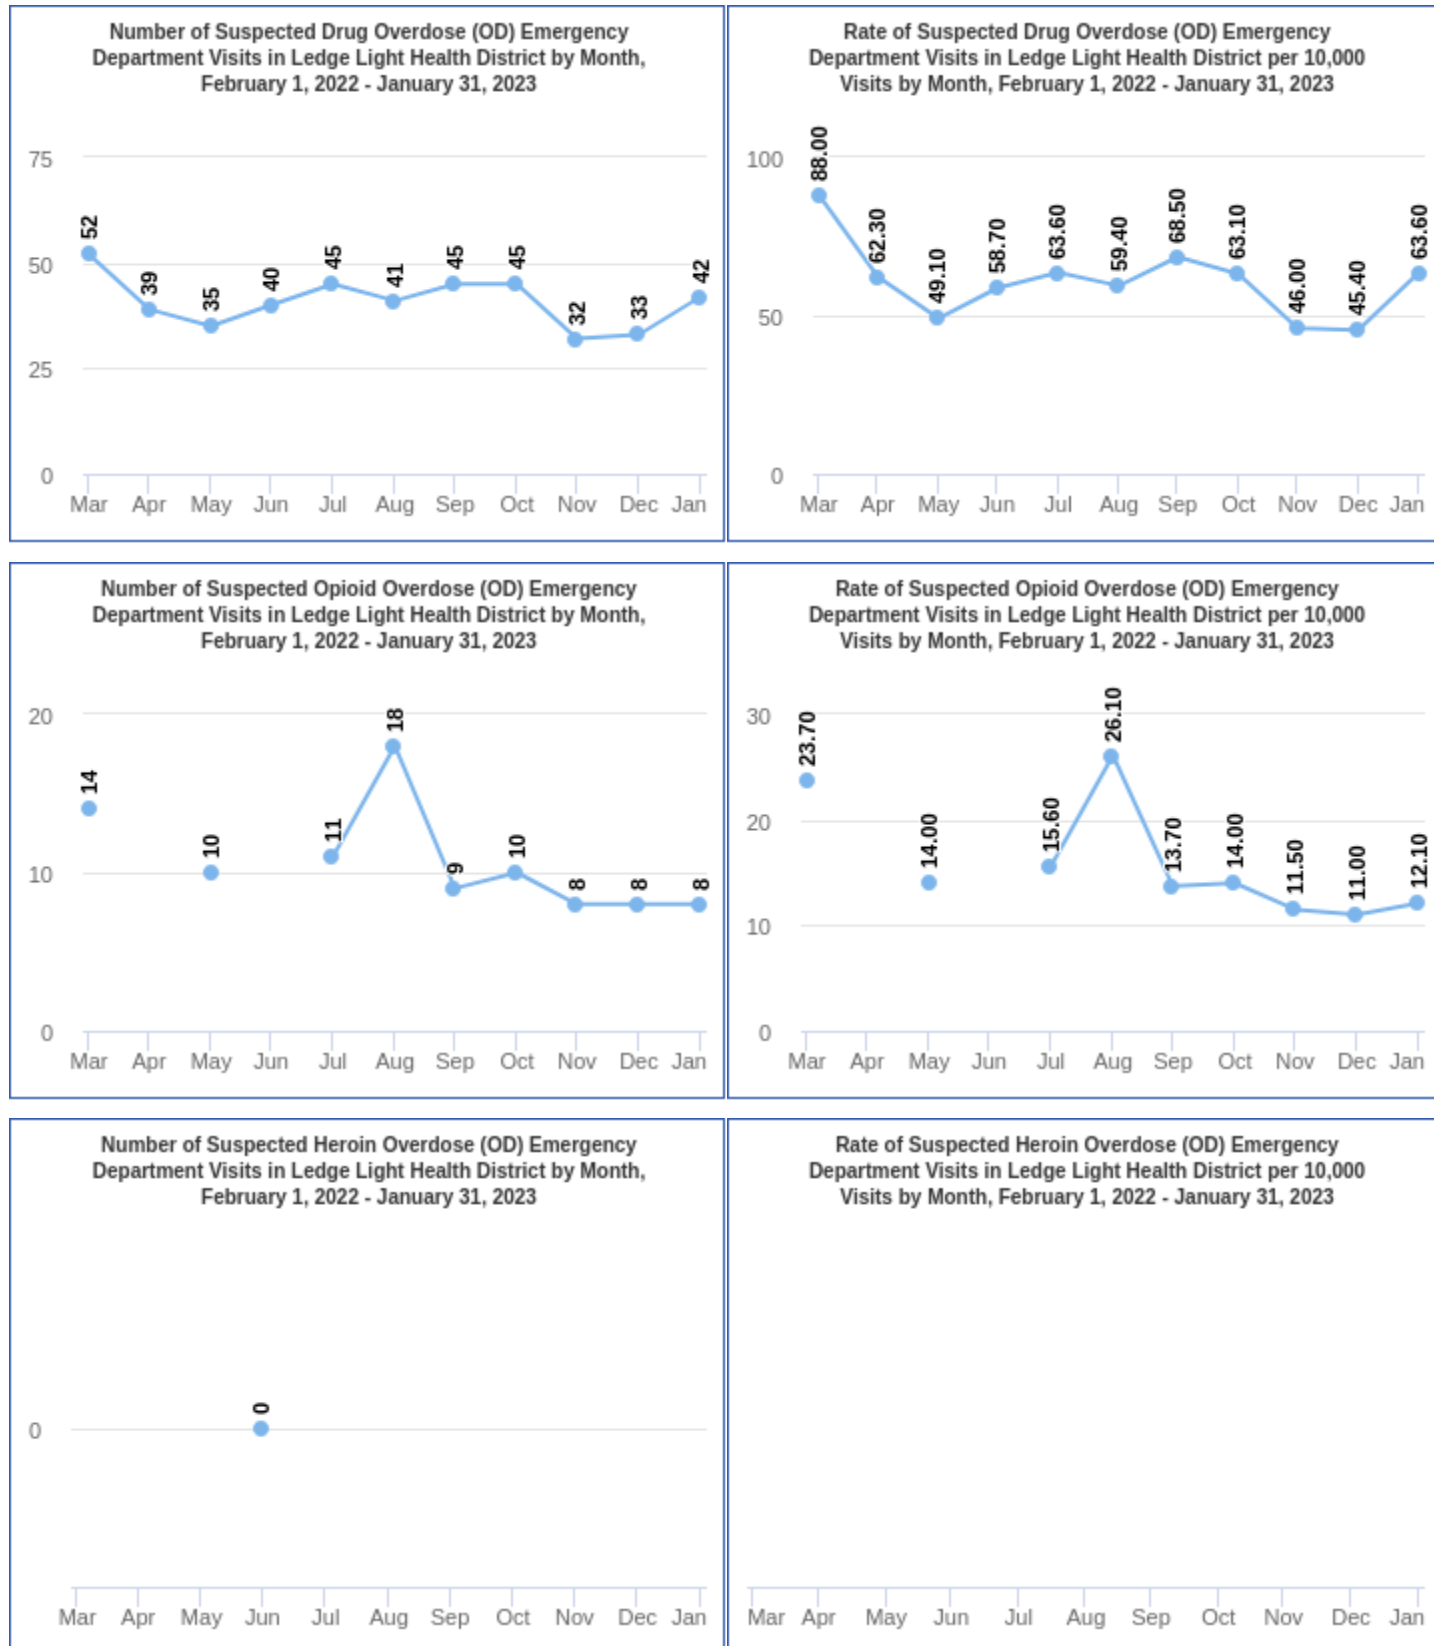 Number of Suspected Drug Overdose (OD) Emergency
Department Visits in Ledge Light Health District by Month,
February 1, 2022 - January 31, 2023
75
50
25
0
52
39
35
40
45
41
45
45
32
33
42
Mar Apr May Jun Jul Aug Sep Oct Nov Dec Jan
Rate of Suspected Drug Overdose (OD) Emergency
Department Visits in Ledge Light Health District per 10,000
Visits by Month, February 1, 2022 - January 31, 2023
100
50
0
88.00
62.30
49.10
58.70
63.60
59.40
68.50
63.10
46.00
45.40
63.60
Mar Apr May Jun Jul Aug Sep Oct Nov Dec Jan
Number of Suspected Opioid Overdose (OD) Emergency
Department Visits in Ledge Light Health District by Month,
February 1, 2022 - January 31, 2023
20
10
0
14
10
11
18
9
10
8
8
8
Mar Apr May Jun Jul Aug Sep Oct Nov Dec Jan
Rate of Suspected Opioid Overdose (OD) Emergency
Department Visits in Ledge Light Health District per 10,000
Visits by Month, February 1, 2022 - January 31, 2023
30
20
10
0
23.70
14.00
15.60
26.10
13.70
14.00
11.50
11.00
12.10
Mar Apr May Jun Jul Aug Sep Oct Nov Dec Jan
Number of Suspected Heroin Overdose (OD) Emergency
Department Visits in Ledge Light Health District by Month,
February 1, 2022 - January 31, 2023
0
0
Mar Apr May Jun Jul Aug Sep Oct Nov Dec Jan
Rate of Suspected Heroin Overdose (OD) Emergency
Department Visits in Ledge Light Health District per 10,000
Visits by Month, February 1, 2022 - January 31, 2023
Mar Apr May Jun Jul Aug Sep Oct Nov Dec Jan